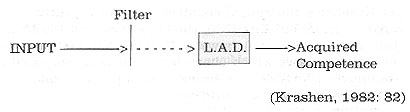 Filter
INPUT L.A.D. Acquired
Competence
(Krashen, 1982: 82)